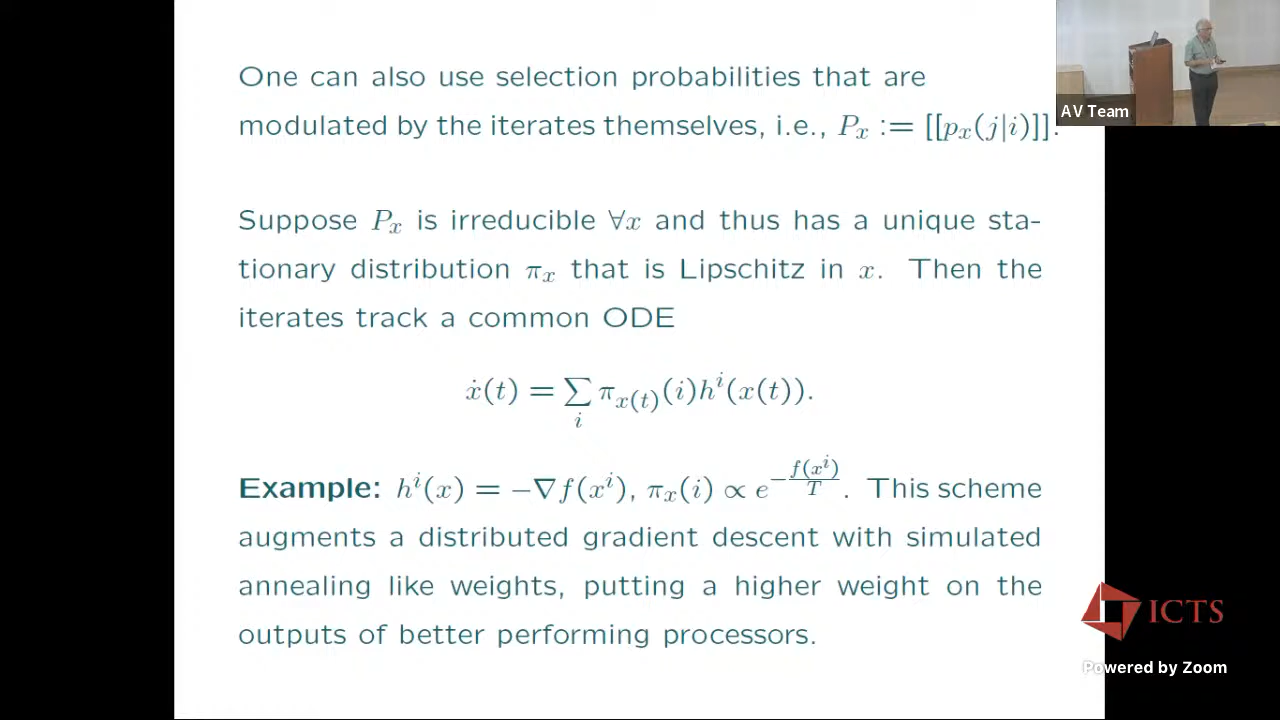 One can also use selection probabilities that are
modulated by the iterates themselves, i.e., $P_x := [[p_x(j|i)]]$.
Suppose $P_x$ is irreducible $\forall x$ and thus has a unique sta-
tionary distribution $\pi_x$ that is Lipschitz in $x$. Then the
iterates track a common ODE
$\dot{x}(t) = \sum_i \pi_{x(t)}(i) h^i(x(t)).$
Example: $h^i(x) = -\nabla f(x^i)$, $\pi_x(i) \propto e^{-\frac{f(x^i)}{T}}$. This scheme
augments a distributed gradient descent with simulated
annealing like weights, putting a higher weight on the
outputs of better performing processors.
AV Team
ICTS
Powered by Zoom